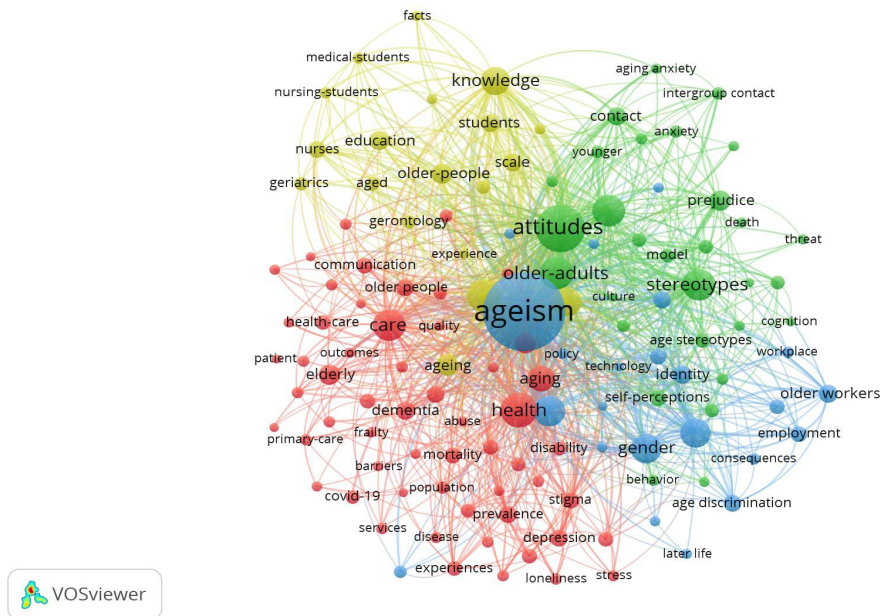 facts
medical-students
knowledge
aging anxiety
nursing-students
intergroup contact
students
contact
anxiety
education
nurses
younger
scale
older-people
geriatrics
aged
prejudice
gerontology
attitudes
death
threat
experience
model
communication
older-adults
older people
stereotypes
culture
ageism
health-care
care
quality
cognition
age stereotypes
patient
outcomes
policy
workplace
ageing
technology
elderly
aging
identity
older workers
self-perceptions
dementia
health
abuse
frailty
employment
primary-care
disability
gender
mortality
consequences
barriers
behavior
population
covid-19
stigma
age discrimination
prevalence
services
disease
depression
later life
experiences
loneliness
stress
VOSviewer